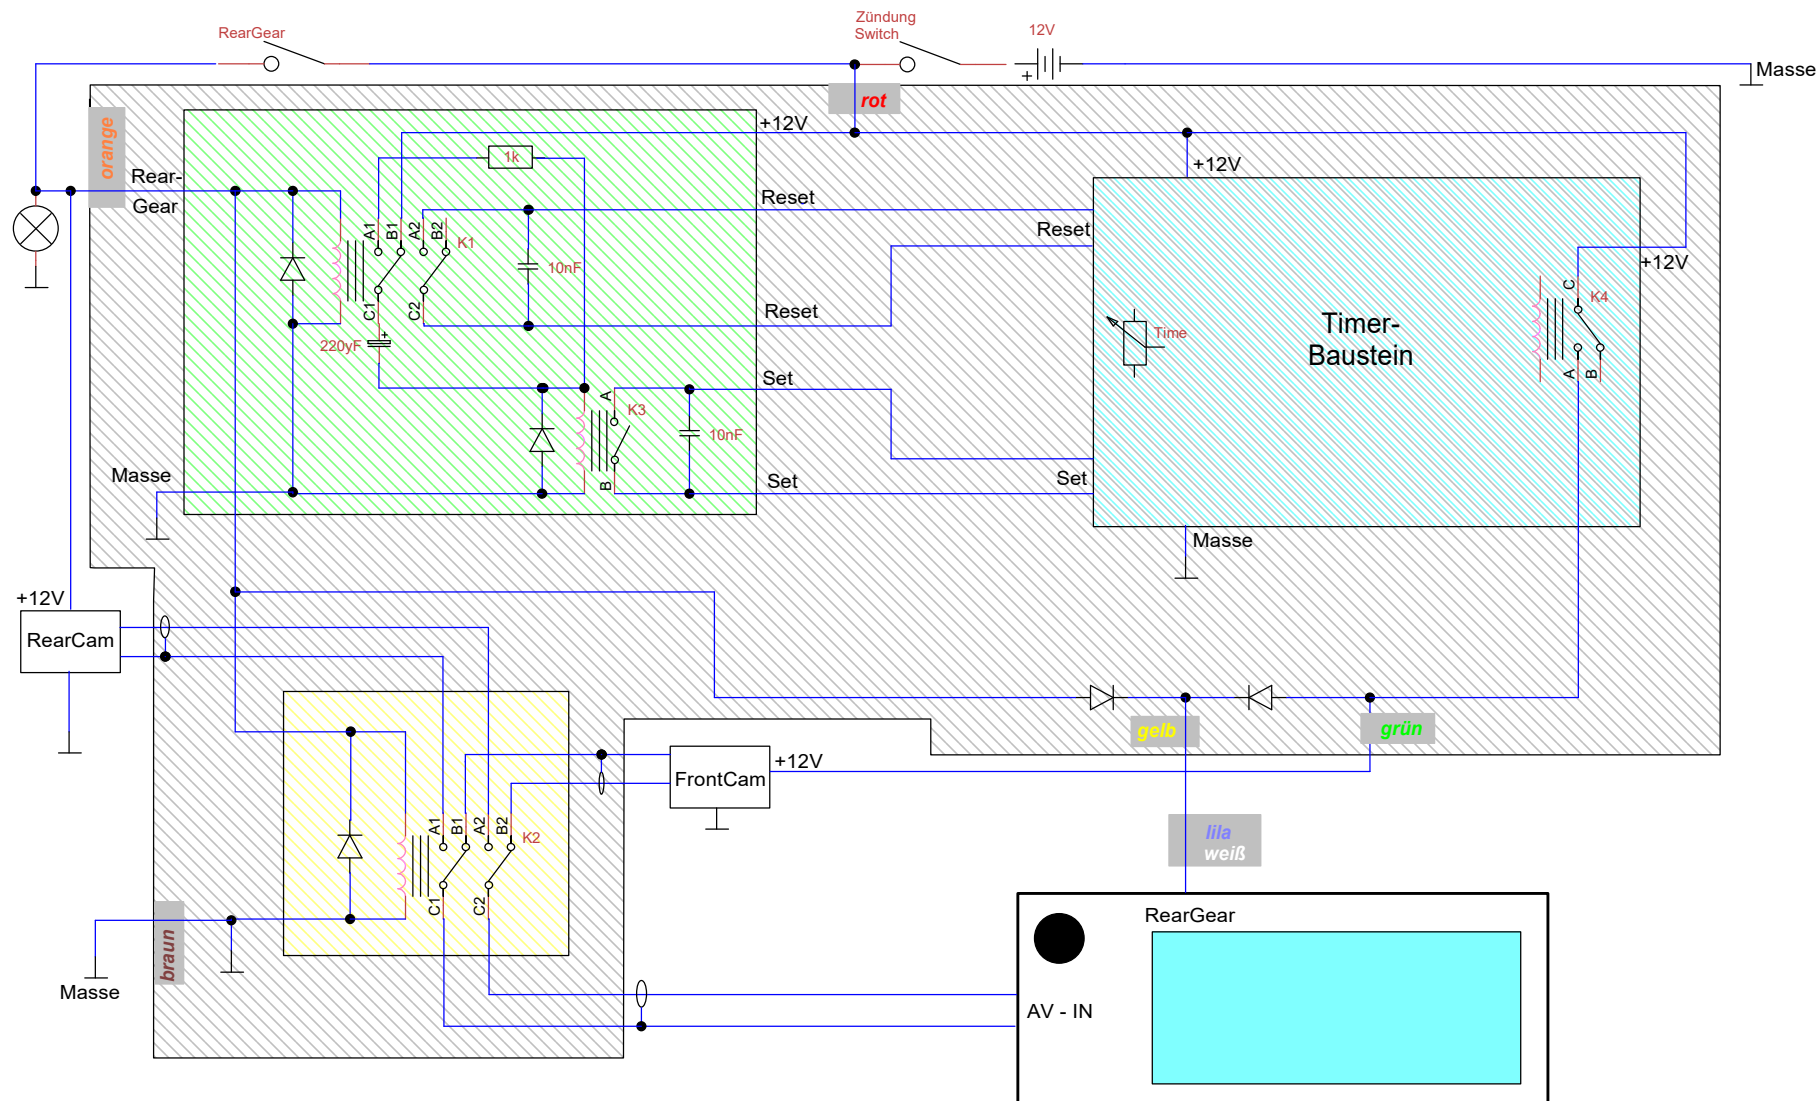 RearGear
Zündung
Switch
12V
+
Masse
rot
orange
+12V
1k
+12V
Rear-
Gear
Reset
Reset
A1
B1
A2
B2
K1
10nF
+12V
C1
C2
C
K4
Reset
220yF
+
Time
Timer-
Baustein
A
B
Set
A
K3
10nF
Masse
B
Set
Set
Masse
+12V
RearCam
gelb
grün
FrontCam
+12V
A1
B1
A2
B2
K2
lila
weiß
C1
C2
braun
RearGear
Masse
AV - IN